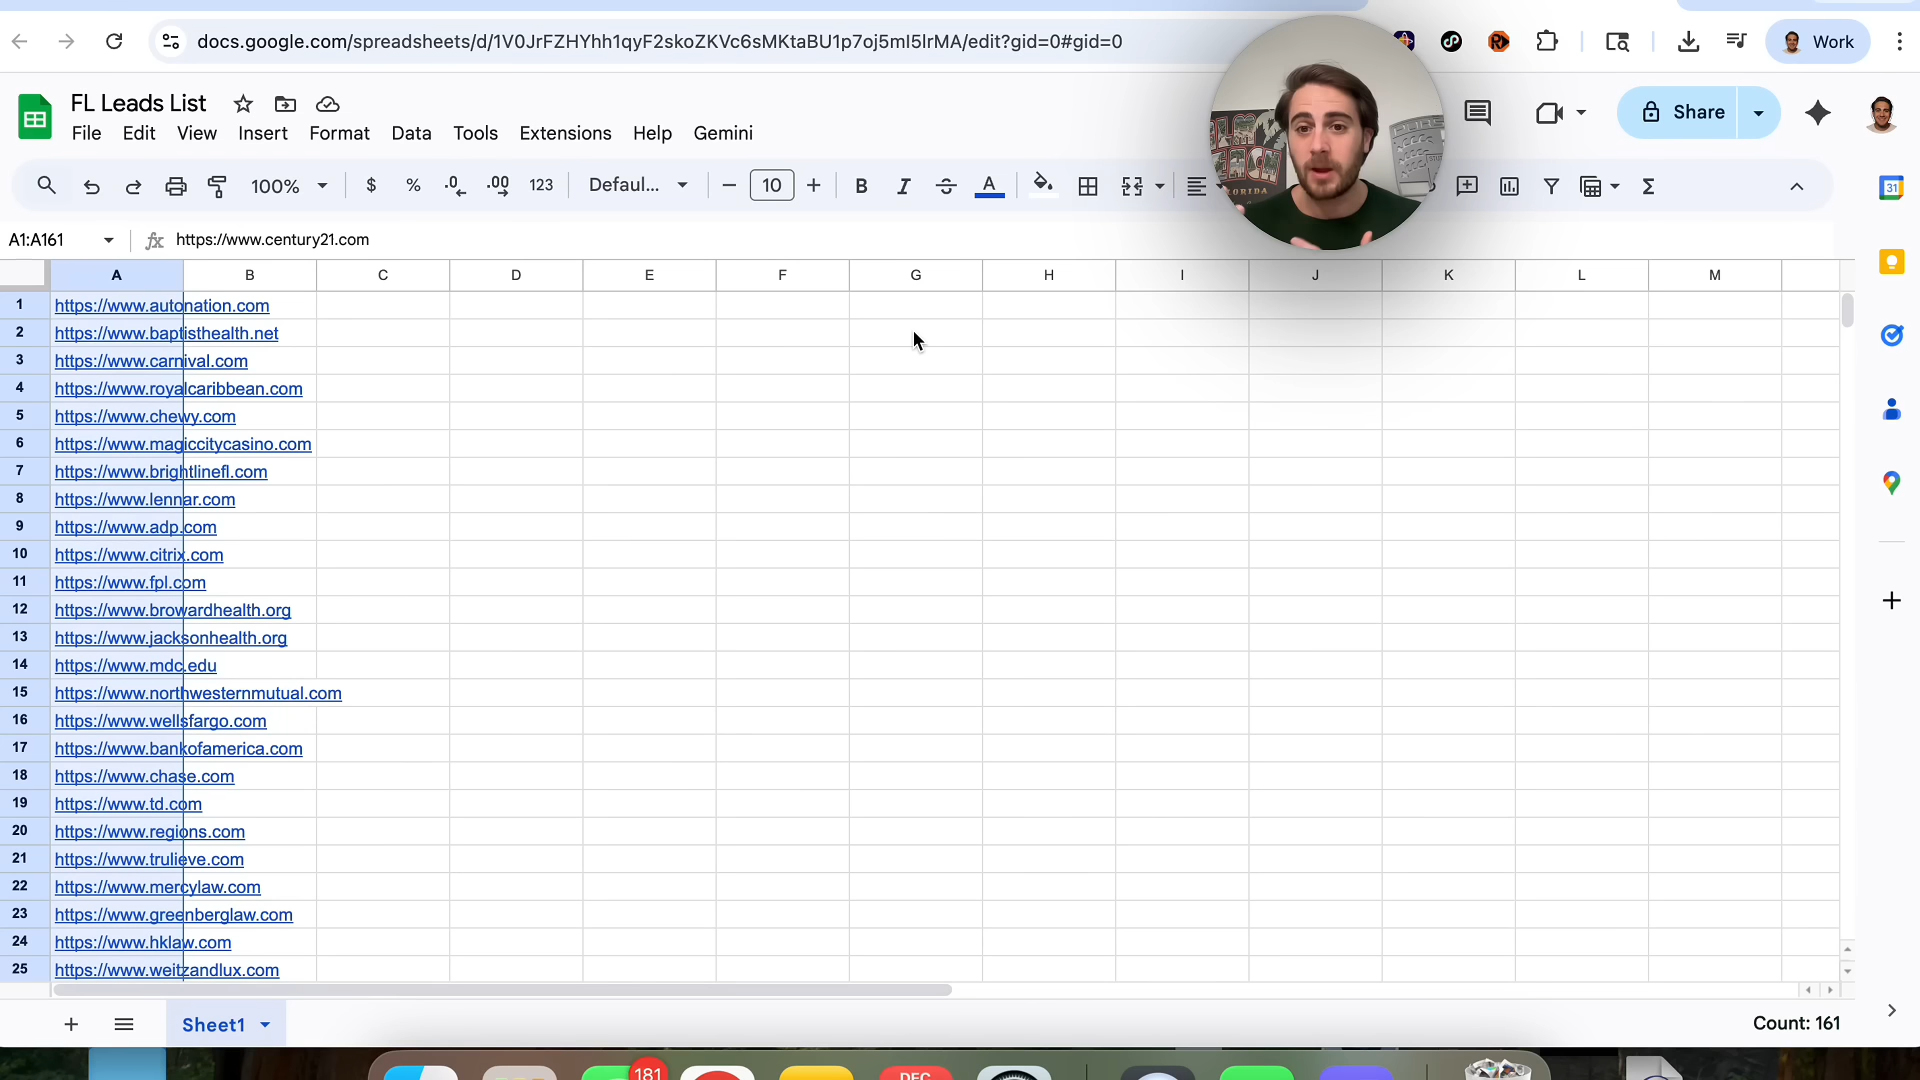 docs.google.com/spreadsheets/d/1V0JrFZHYhh1qyF2skoZKVc6sMKtaBU1p7oj5mI5lrMA/edit?gid=0#gid=0
Work
FL Leads List
File Edit View Insert Format Data Tools Extensions Help Gemini
Share
100% $ % .0 .00 123 Defaul... 10 B I S A Σ
31
A1:A161 fx https://www.century21.com
A B C D E F G H I J K L M
1 https://www.autonation.com
2 https://www.baptisthealth.net
3 https://www.carnival.com
4 https://www.royalcaribbean.com
5 https://www.chewy.com
6 https://www.magiccitycasino.com
7 https://www.brightlinefl.com
8 https://www.lennar.com
9 https://www.adp.com
10 https://www.citrix.com
11 https://www.fpl.com
12 https://www.browardhealth.org
13 https://www.jacksonhealth.org
14 https://www.mdc.edu
15 https://www.northwesternmutual.com
16 https://www.wellsfargo.com
17 https://www.bankofamerica.com
18 https://www.chase.com
19 https://www.td.com
20 https://www.regions.com
21 https://www.trulieve.com
22 https://www.mercylaw.com
23 https://www.greenberglaw.com
24 https://www.hklaw.com
25 https://www.weitzandlux.com
Sheet1
Count: 161
181
DEC